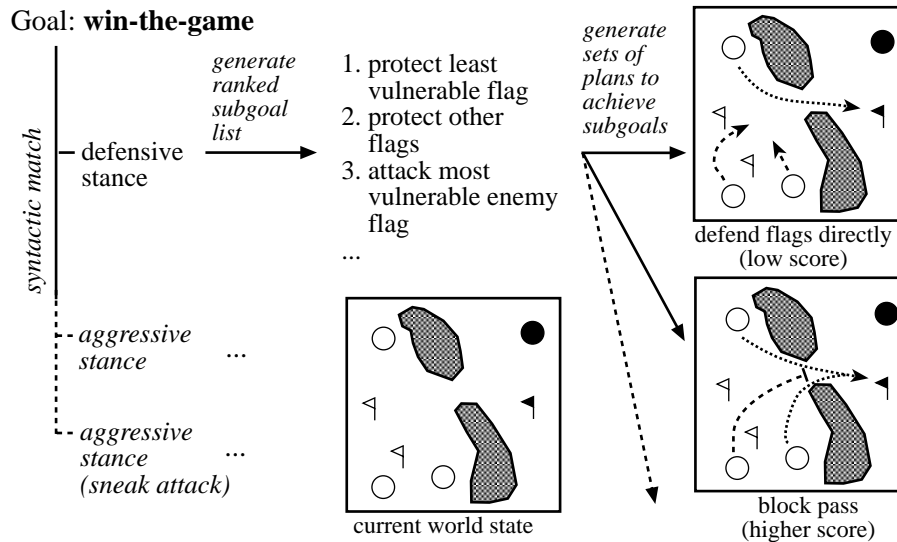 Goal: win-the-game
syntactic match
defensive
stance
generate
ranked
subgoal
list
1. protect least
vulnerable flag
2. protect other
flags
3. attack most
vulnerable enemy
flag
...
generate
sets of
plans to
achieve
subgoals
defend flags directly
(low score)
aggressive
stance
...
aggressive
stance
(sneak attack)
...
current world state
block pass
(higher score)